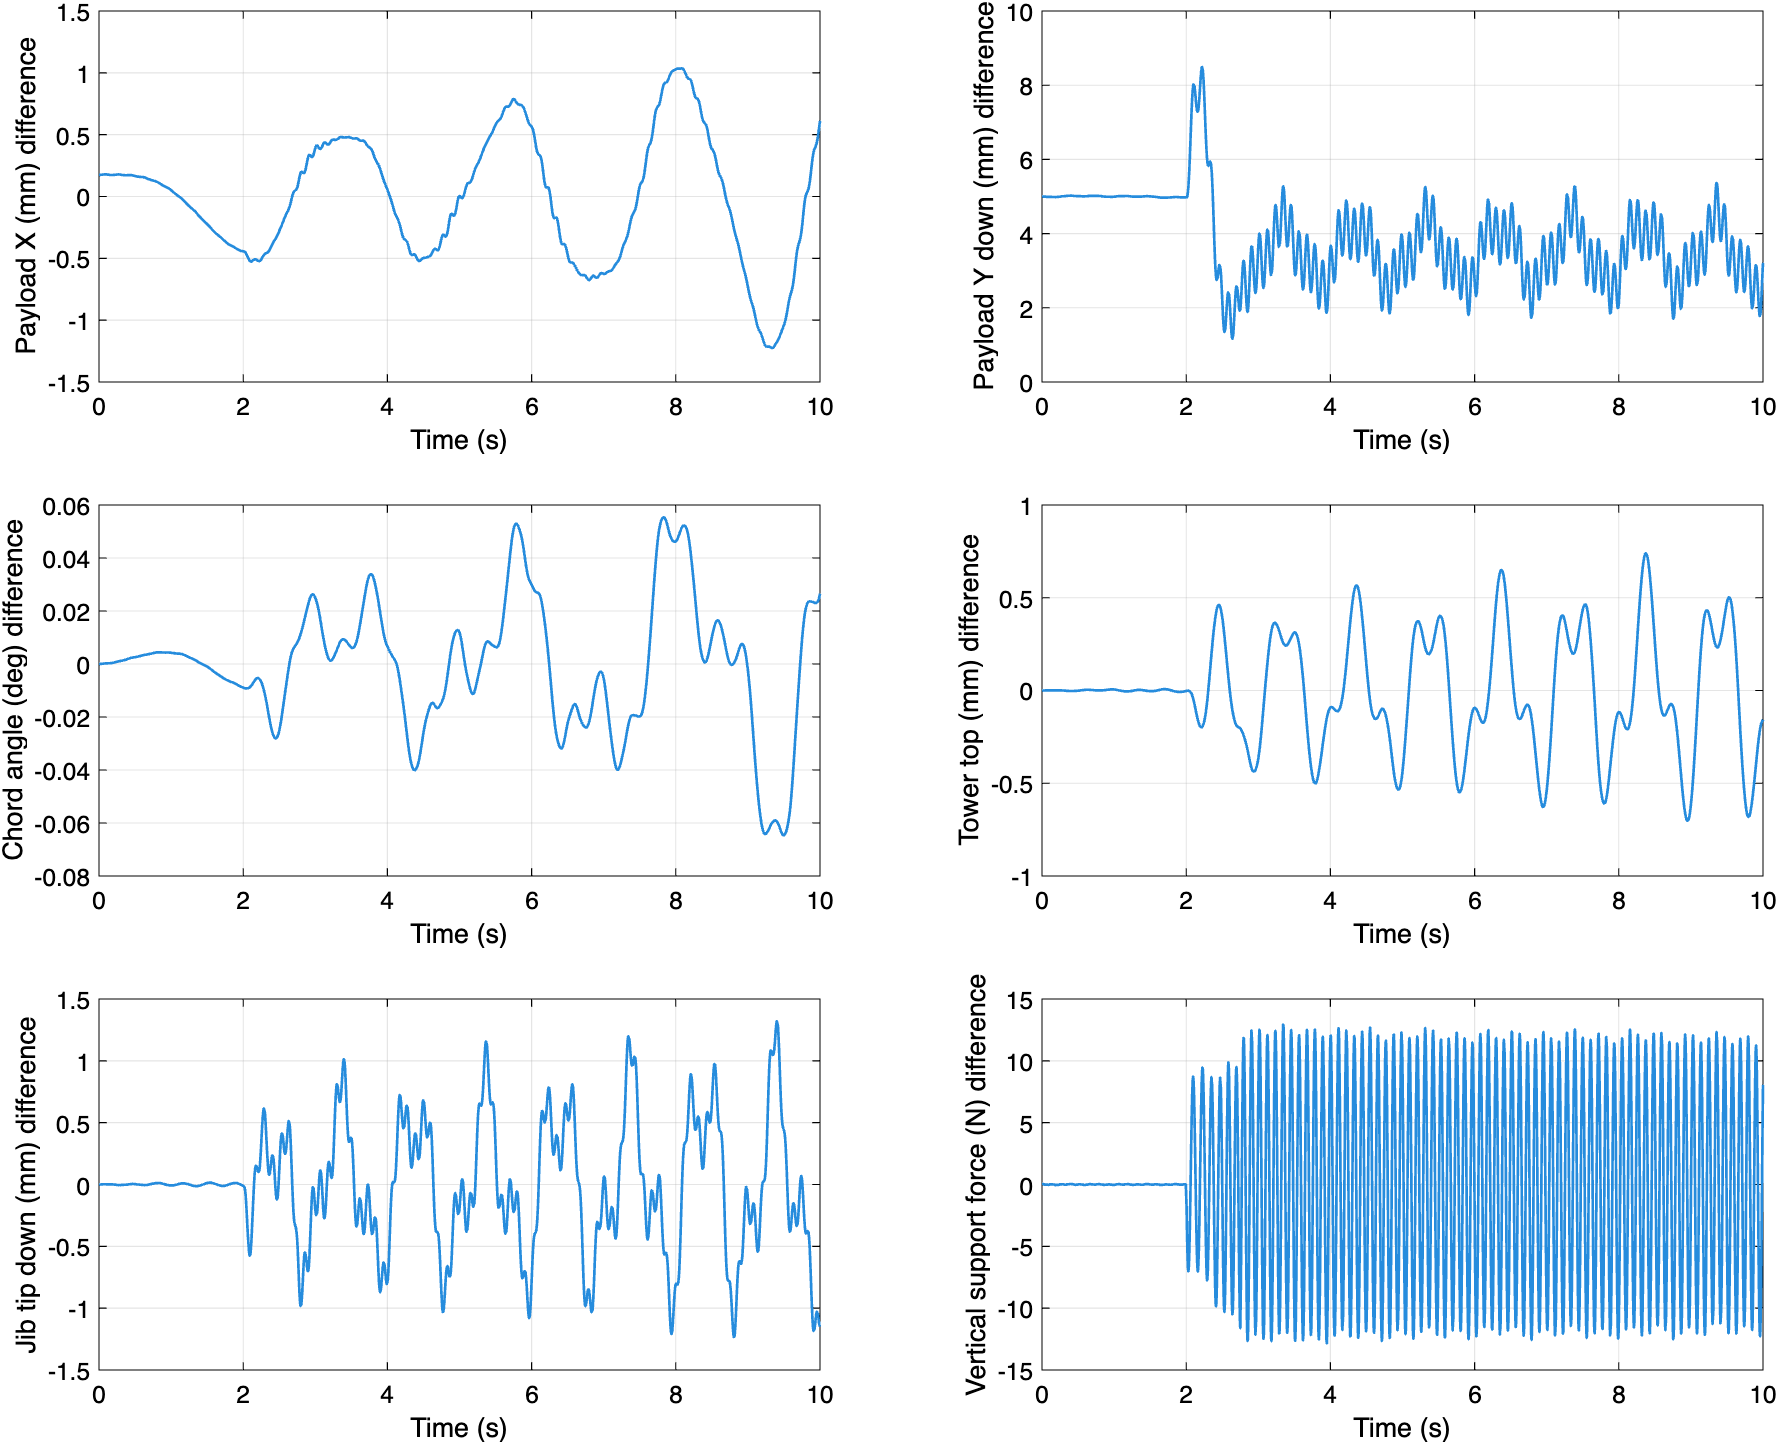 Payload X (mm) difference
1.5
1
0.5
0
-0.5
-1
-1.5
0 2 4 6 8 10
Time (s)
Payload Y down (mm) difference
10
8
6
4
2
0
0 2 4 6 8 10
Time (s)
Chord angle (deg) difference
0.06
0.04
0.02
0
-0.02
-0.04
-0.06
-0.08
0 2 4 6 8 10
Time (s)
Tower top (mm) difference
1
0.5
0
-0.5
-1
0 2 4 6 8 10
Time (s)
Jib tip down (mm) difference
1.5
1
0.5
0
-0.5
-1
-1.5
0 2 4 6 8 10
Time (s)
Vertical support force (N) difference
15
10
5
0
-5
-10
-15
0 2 4 6 8 10
Time (s)